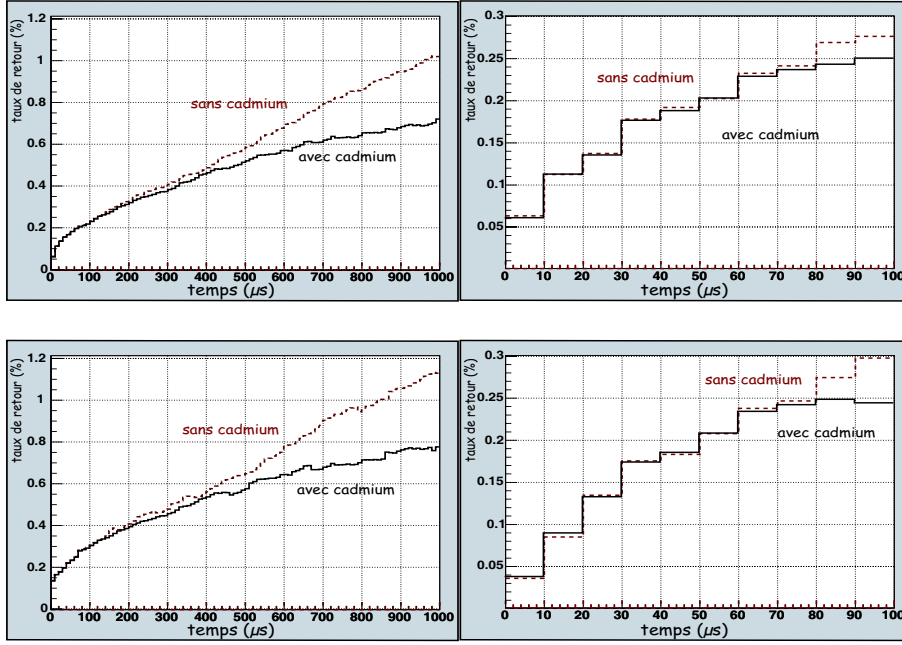 1.2
1
0.8
0.6
0.4
0.2
0
taux de retour (%)
sans cadmium
avec cadmium
0 100 200 300 400 500 600 700 800 900 1000
temps (µs)
0.3
0.25
0.2
0.15
0.1
0.05
taux de retour (%)
sans cadmium
avec cadmium
0 10 20 30 40 50 60 70 80 90 100
temps (µs)
1.2
1
0.8
0.6
0.4
0.2
0
taux de retour (%)
sans cadmium
avec cadmium
0 100 200 300 400 500 600 700 800 900 1000
temps (µs)
0.3
0.25
0.2
0.15
0.1
0.05
taux de retour (%)
sans cadmium
avec cadmium
0 10 20 30 40 50 60 70 80 90 100
temps (µs)